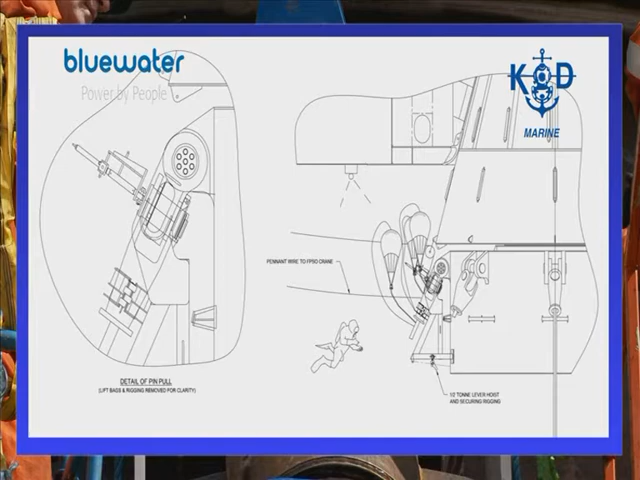 bluewater
Power by People
K D
MARINE
PENNANT WIRE TO FPSO CRANE
DETAIL OF PIN PULL
(LIFT BAGS & RIGGING REMOVED FOR CLARITY)
1/2 TONNE LEVER HOIST
AND SECURING RIGGING